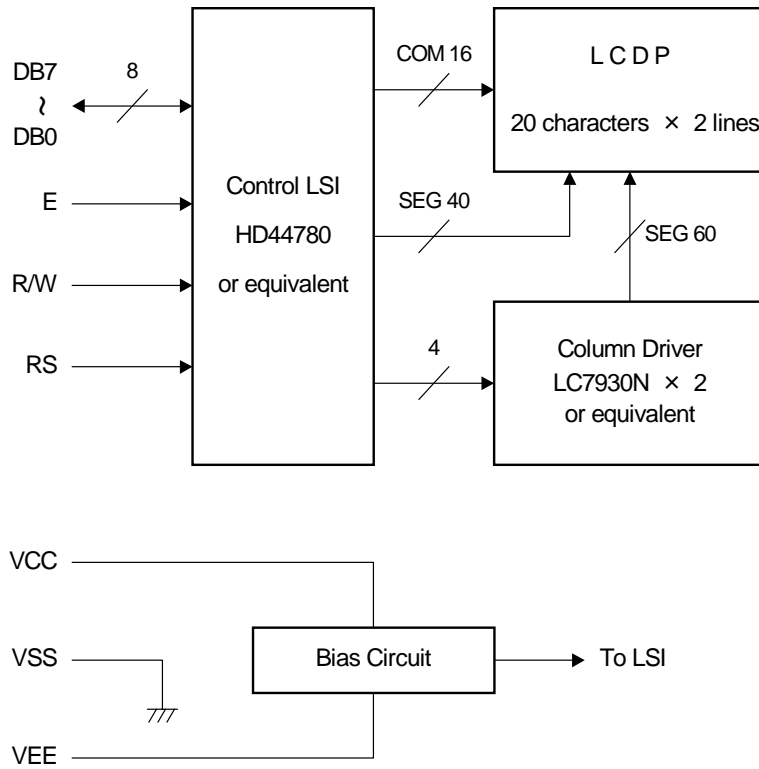 DB7
~
DB0
8
E
R/W
RS
Control LSI
HD44780
or equivalent
COM 16
SEG 40
4
L C D P
20 characters × 2 lines
SEG 60
Column Driver
LC7930N × 2
or equivalent
VCC
VSS
VEE
Bias Circuit
To LSI